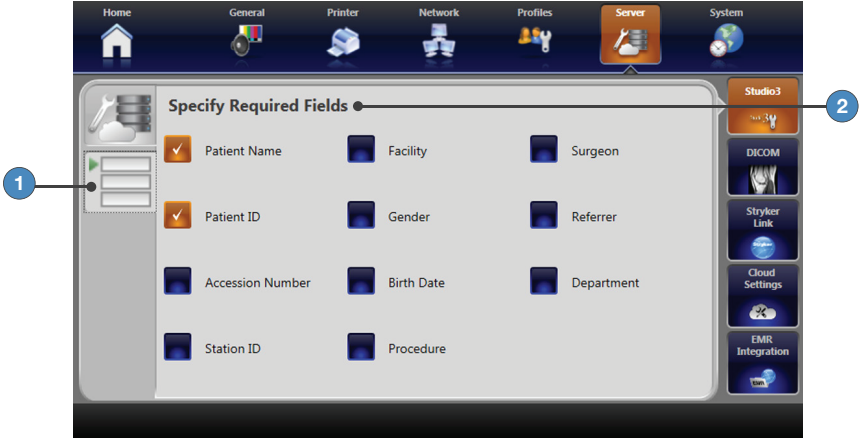 Home General Printer Network Profiles Server System
Specify Required Fields
Patient Name Facility Surgeon
Patient ID Gender Referrer
Accession Number Birth Date Department
Station ID Procedure
Studio3
DICOM
Stryker
Link
Cloud
Settings
EMR
Integration
1
2